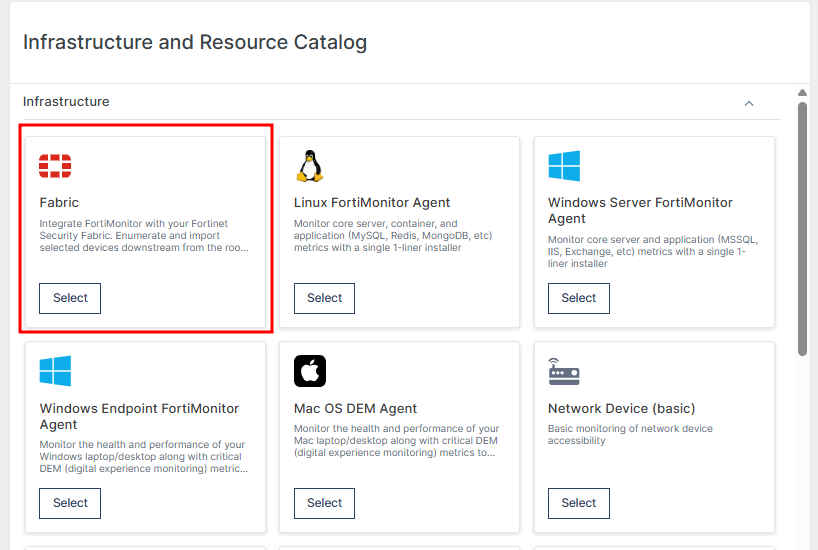 Infrastructure and Resource Catalog
Infrastructure
Fabric
Integrate FortiMonitor with your Fortinet
Security Fabric. Enumerate and import
selected devices downstream from the roo...
Select
Linux FortiMonitor Agent
Monitor core server, container, and
application (MySQL, Redis, MongoDB, etc)
metrics with a single 1-liner installer
Select
Windows Server FortiMonitor
Agent
Monitor core server and application (MSSQL,
IIS, Exchange, etc) metrics with a single 1-
liner installer
Select
Windows Endpoint FortiMonitor
Agent
Monitor the health and performance of your
Windows laptop/desktop along with critical
DEM (digital experience monitoring) metric...
Select
Mac OS DEM Agent
Monitor the health and performance of your
Mac laptop/desktop along with critical DEM
(digital experience monitoring) metrics to...
Select
Network Device (basic)
Basic monitoring of network device
accessibility
Select